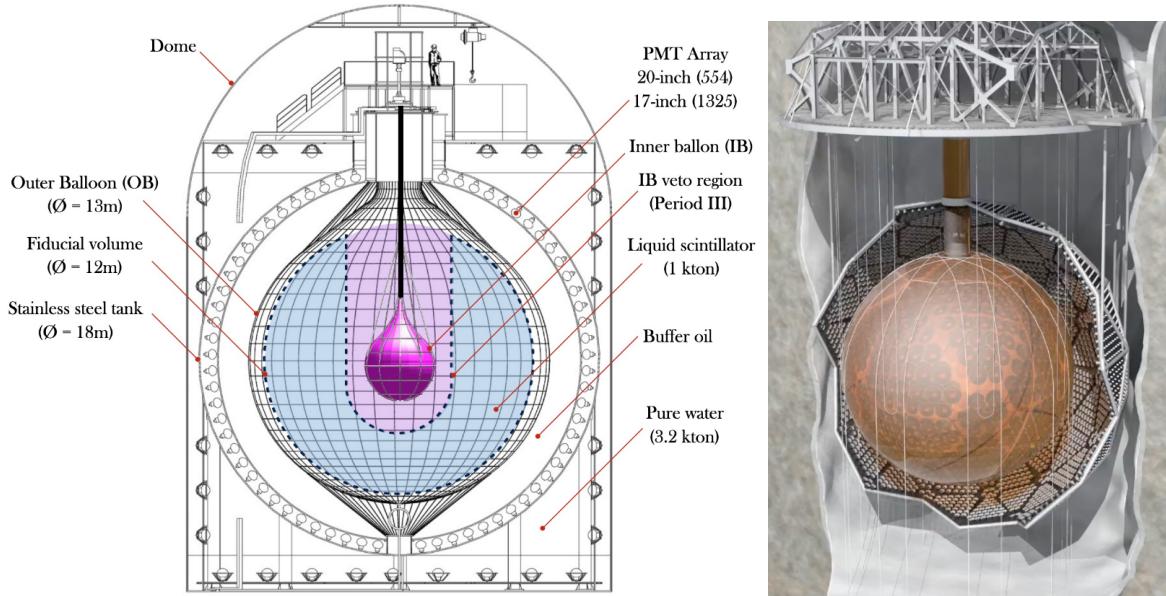 Dome
Outer Balloon (OB)
(Ø = 13m)
Fiducial volume
(Ø = 12m)
Stainless steel tank
(Ø = 18m)
PMT Array
20-inch (554)
17-inch (1325)
Inner ballon (IB)
IB veto region
(Period III)
Liquid scintillator
(1 kton)
Buffer oil
Pure water
(3.2 kton)